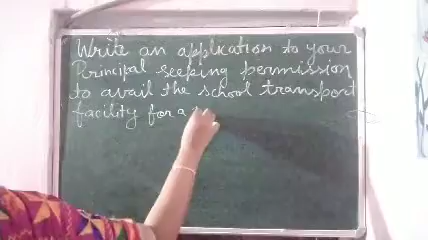 Write an application to your
Principal seeking permission
to avail the school transport
facility for a